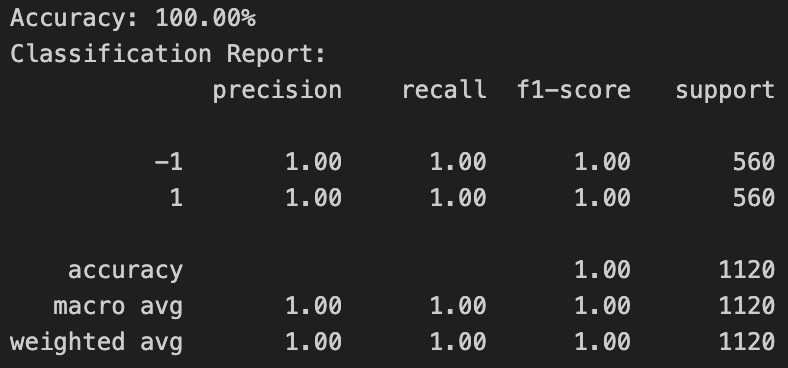 Accuracy: 100.00%
Classification Report:
precision recall f1-score support
-1 1.00 1.00 1.00 560
1 1.00 1.00 1.00 560
accuracy 1.00 1120
macro avg 1.00 1.00 1.00 1120
weighted avg 1.00 1.00 1.00 1120